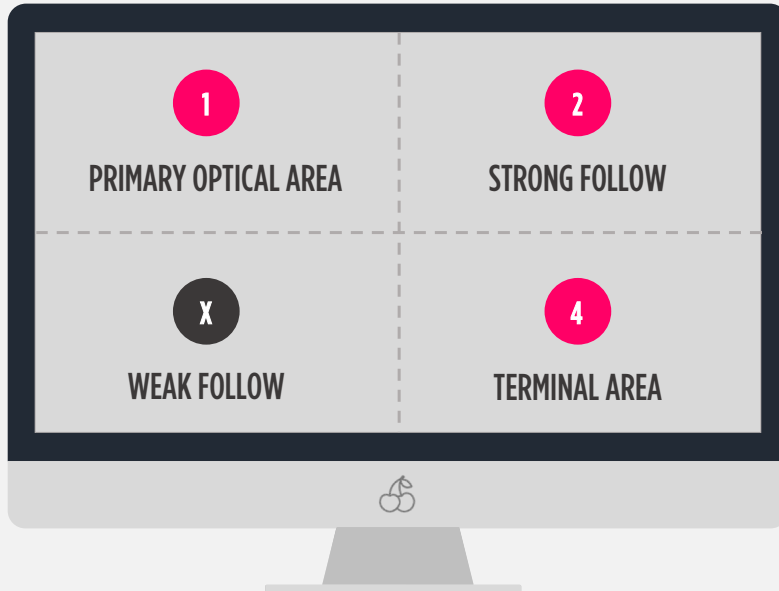 1
PRIMARY OPTICAL AREA
2
STRONG FOLLOW
X
WEAK FOLLOW
4
TERMINAL AREA